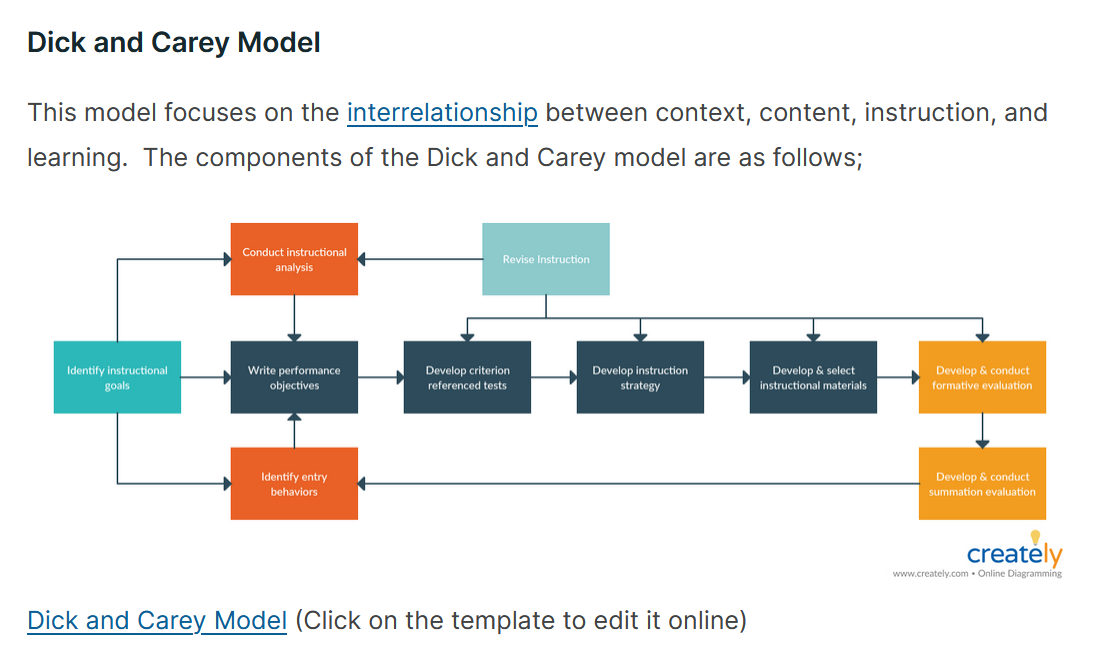 Dick and Carey Model
This model focuses on the interrelationship between context, content, instruction, and
learning.  The components of the Dick and Carey model are as follows;
Conduct instructional
analysis
Revise Instruction
Identify instructional
goals
Write performance
objectives
Develop criterion
referenced tests
Develop instruction
strategy
Develop & select
instructional materials
Develop & conduct
formative evaluation
Identify entry
behaviors
Develop & conduct
summation evaluation
creately
www.creately.com • Online Diagramming
Dick and Carey Model (Click on the template to edit it online)